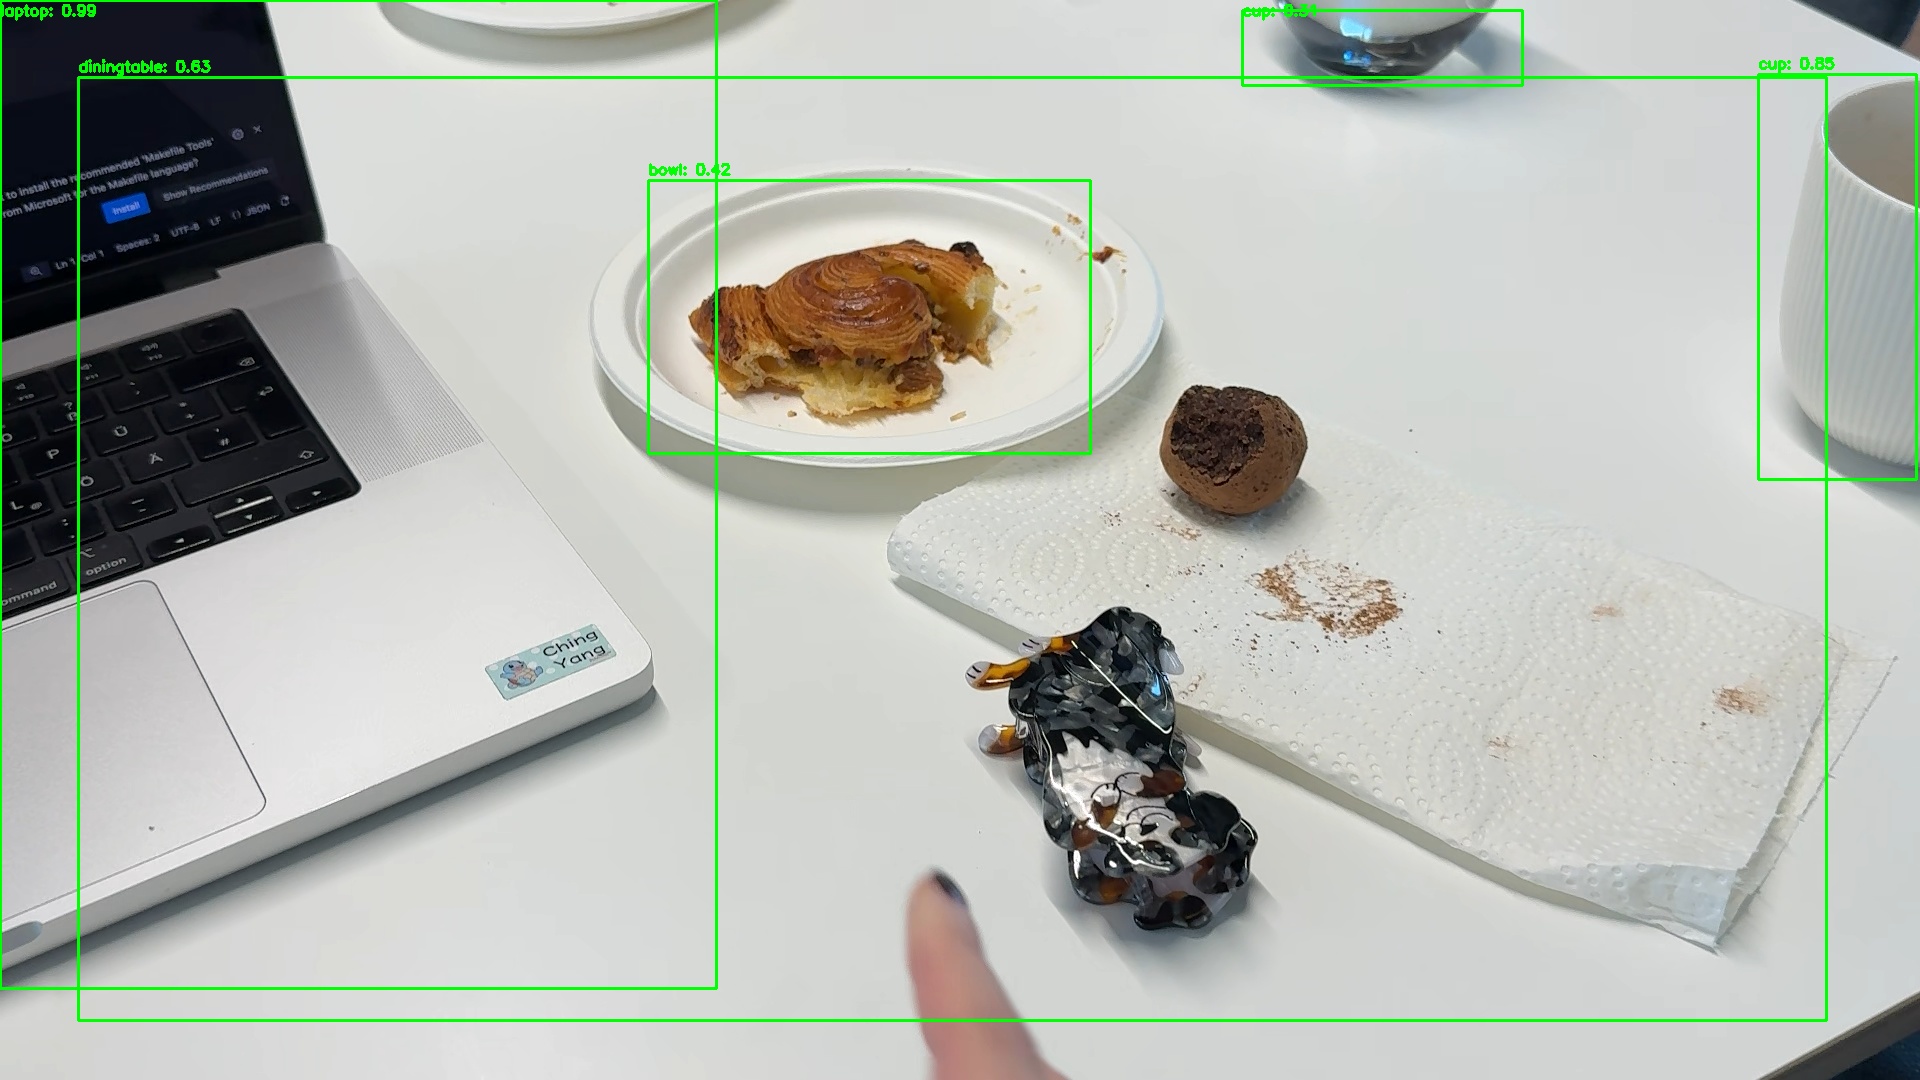 laptop: 0.99
cup: 0.51
diningtable: 0.63
cup: 0.85
bowl: 0.42
to install the recommended 'Makefile Tools'
rom Microsoft for the Makefile language?
Install
Show Recommendations
Ln 1, Col 1 Spaces: 2 UTF-8 LF {} JSON
P Ü + *
Ö Ä # '
L @
: . _ -
option
ommand
Ching
Yang